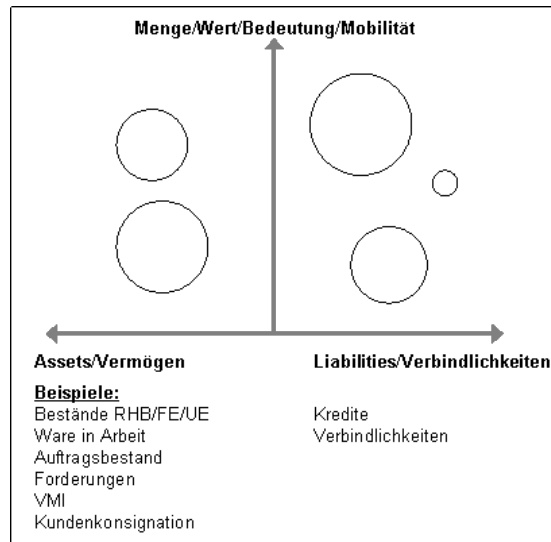 Menge/Wert/Bedeutung/Mobilität
Assets/Vermögen
Liabilities/Verbindlichkeiten
Beispiele:
Bestände RHB/FE/UE
Ware in Arbeit
Auftragsbestand
Forderungen
VMI
Kundenkonsignation
Kredite
Verbindlichkeiten